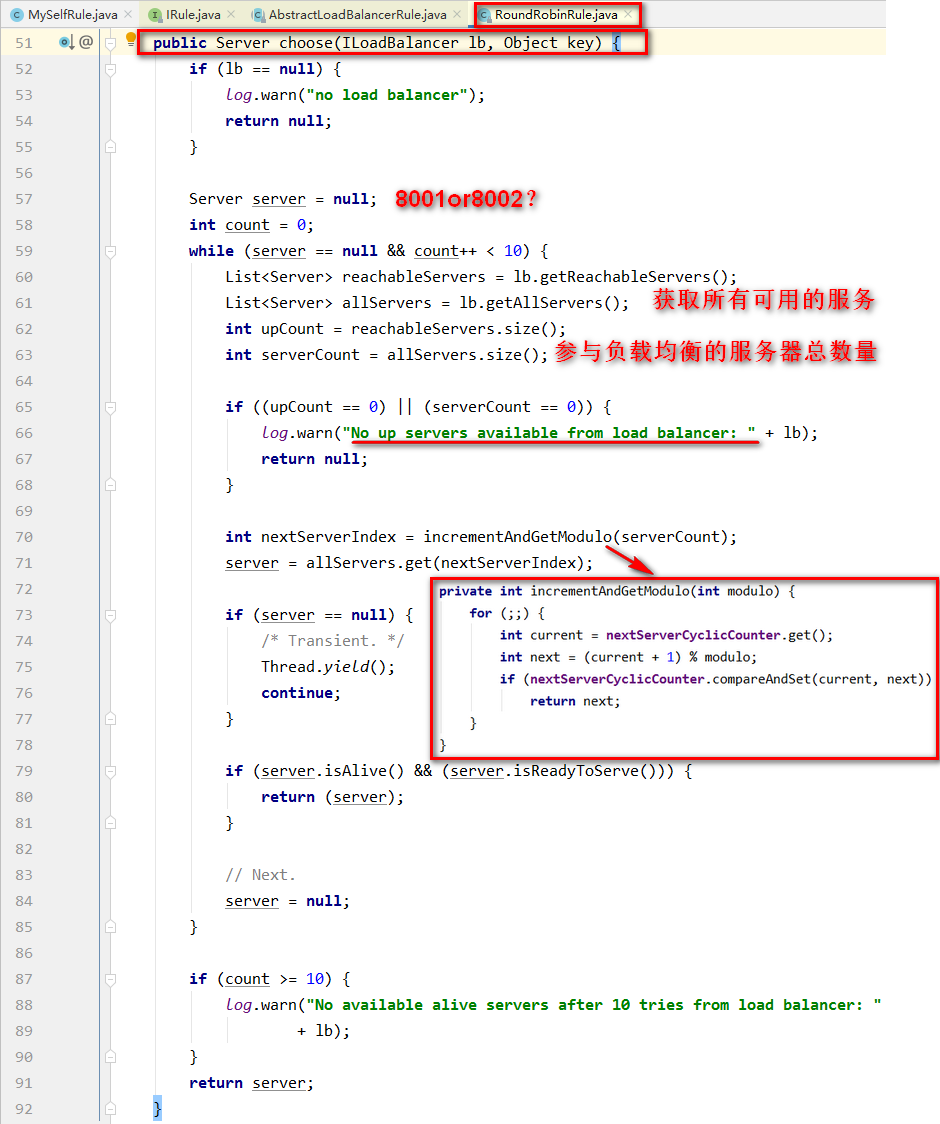 MySelfRule.java × IRule.java × AbstractLoadBalancerRule.java × RoundRobinRule.java ×
51 @ public Server choose(ILoadBalancer lb, Object key) {
52 if (lb == null) {
53 log.warn("no load balancer");
54 return null;
55 }
56
57 Server server = null; 8001or8002?
58 int count = 0;
59 while (server == null && count++ < 10) {
60 List<Server> reachableServers = lb.getReachableServers();
61 List<Server> allServers = lb.getAllServers(); 获取所有可用的服务
62 int upCount = reachableServers.size();
63 int serverCount = allServers.size(); 参与负载均衡的服务器总数量
64
65 if ((upCount == 0) || (serverCount == 0)) {
66 log.warn("No up servers available from load balancer: " + lb);
67 return null;
68 }
69
70 int nextServerIndex = incrementAndGetModulo(serverCount);
71 server = allServers.get(nextServerIndex);
72
73 if (server == null) {
74 /* Transient. */
75 Thread.yield();
76 continue;
77 }
78
private int incrementAndGetModulo(int modulo) {
for (;;) {
int current = nextServerCyclicCounter.get();
int next = (current + 1) % modulo;
if (nextServerCyclicCounter.compareAndSet(current, next))
return next;
}
}
79 if (server.isAlive() && (server.isReadyToServe())) {
80 return (server);
81 }
82
83 // Next.
84 server = null;
85 }
86
87 if (count >= 10) {
88 log.warn("No available alive servers after 10 tries from load balancer: "
89 + lb);
90 }
91 return server;
92 }